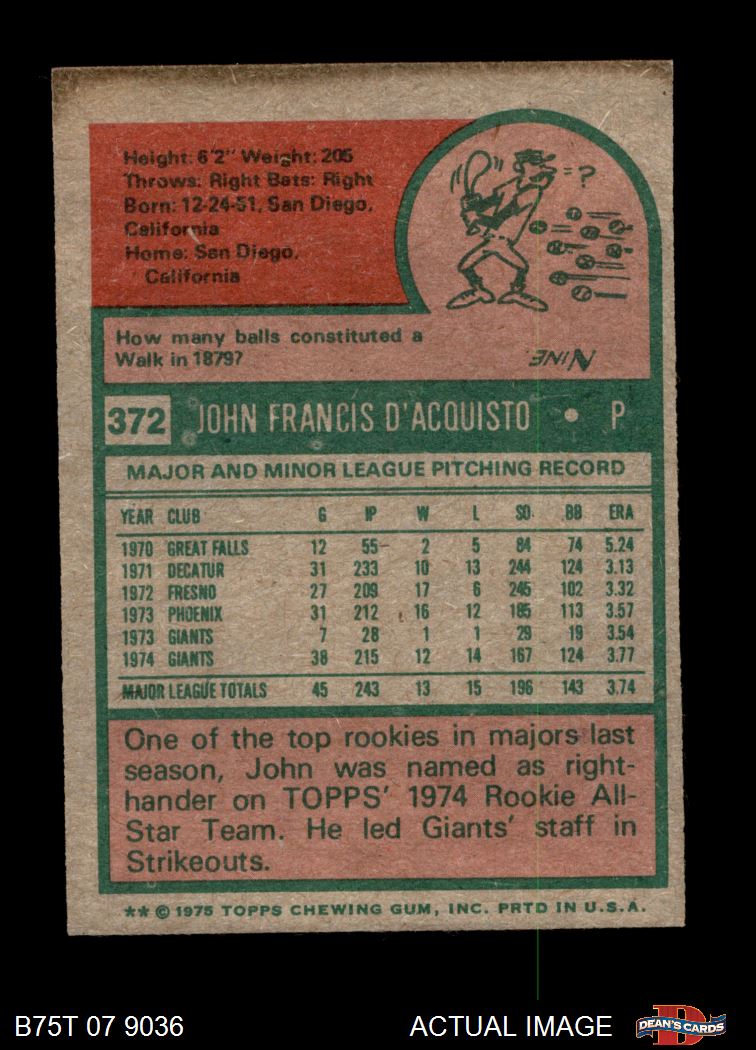 Height: 6'2" Weight: 205
Throws: Right Bats: Right
Born: 12-24-51, San Diego,
California
Home: San Diego,
California
= ?
How many balls constituted a
Walk in 1879?
NINE.
372 JOHN FRANCIS D'ACQUISTO • P
MAJOR AND MINOR LEAGUE PITCHING RECORD
YEAR CLUB G IP W L SO BB ERA
1970 GREAT FALLS 12 55 2 5 84 74 5.24
1971 DECATUR 31 233 10 13 244 124 3.13
1972 FRESNO 27 209 17 6 245 102 3.32
1973 PHOENIX 31 212 16 12 185 113 3.57
1973 GIANTS 7 28 1 1 29 19 3.54
1974 GIANTS 38 215 12 14 167 124 3.77
MAJOR LEAGUE TOTALS 45 243 13 15 196 143 3.74
One of the top rookies in majors last
season, John was named as right-
hander on TOPPS' 1974 Rookie All-
Star Team. He led Giants' staff in
Strikeouts.
** © 1975 TOPPS CHEWING GUM, INC. PRTD IN U.S.A.
B75T 07 9036 ACTUAL IMAGE
DEAN'S CARDS